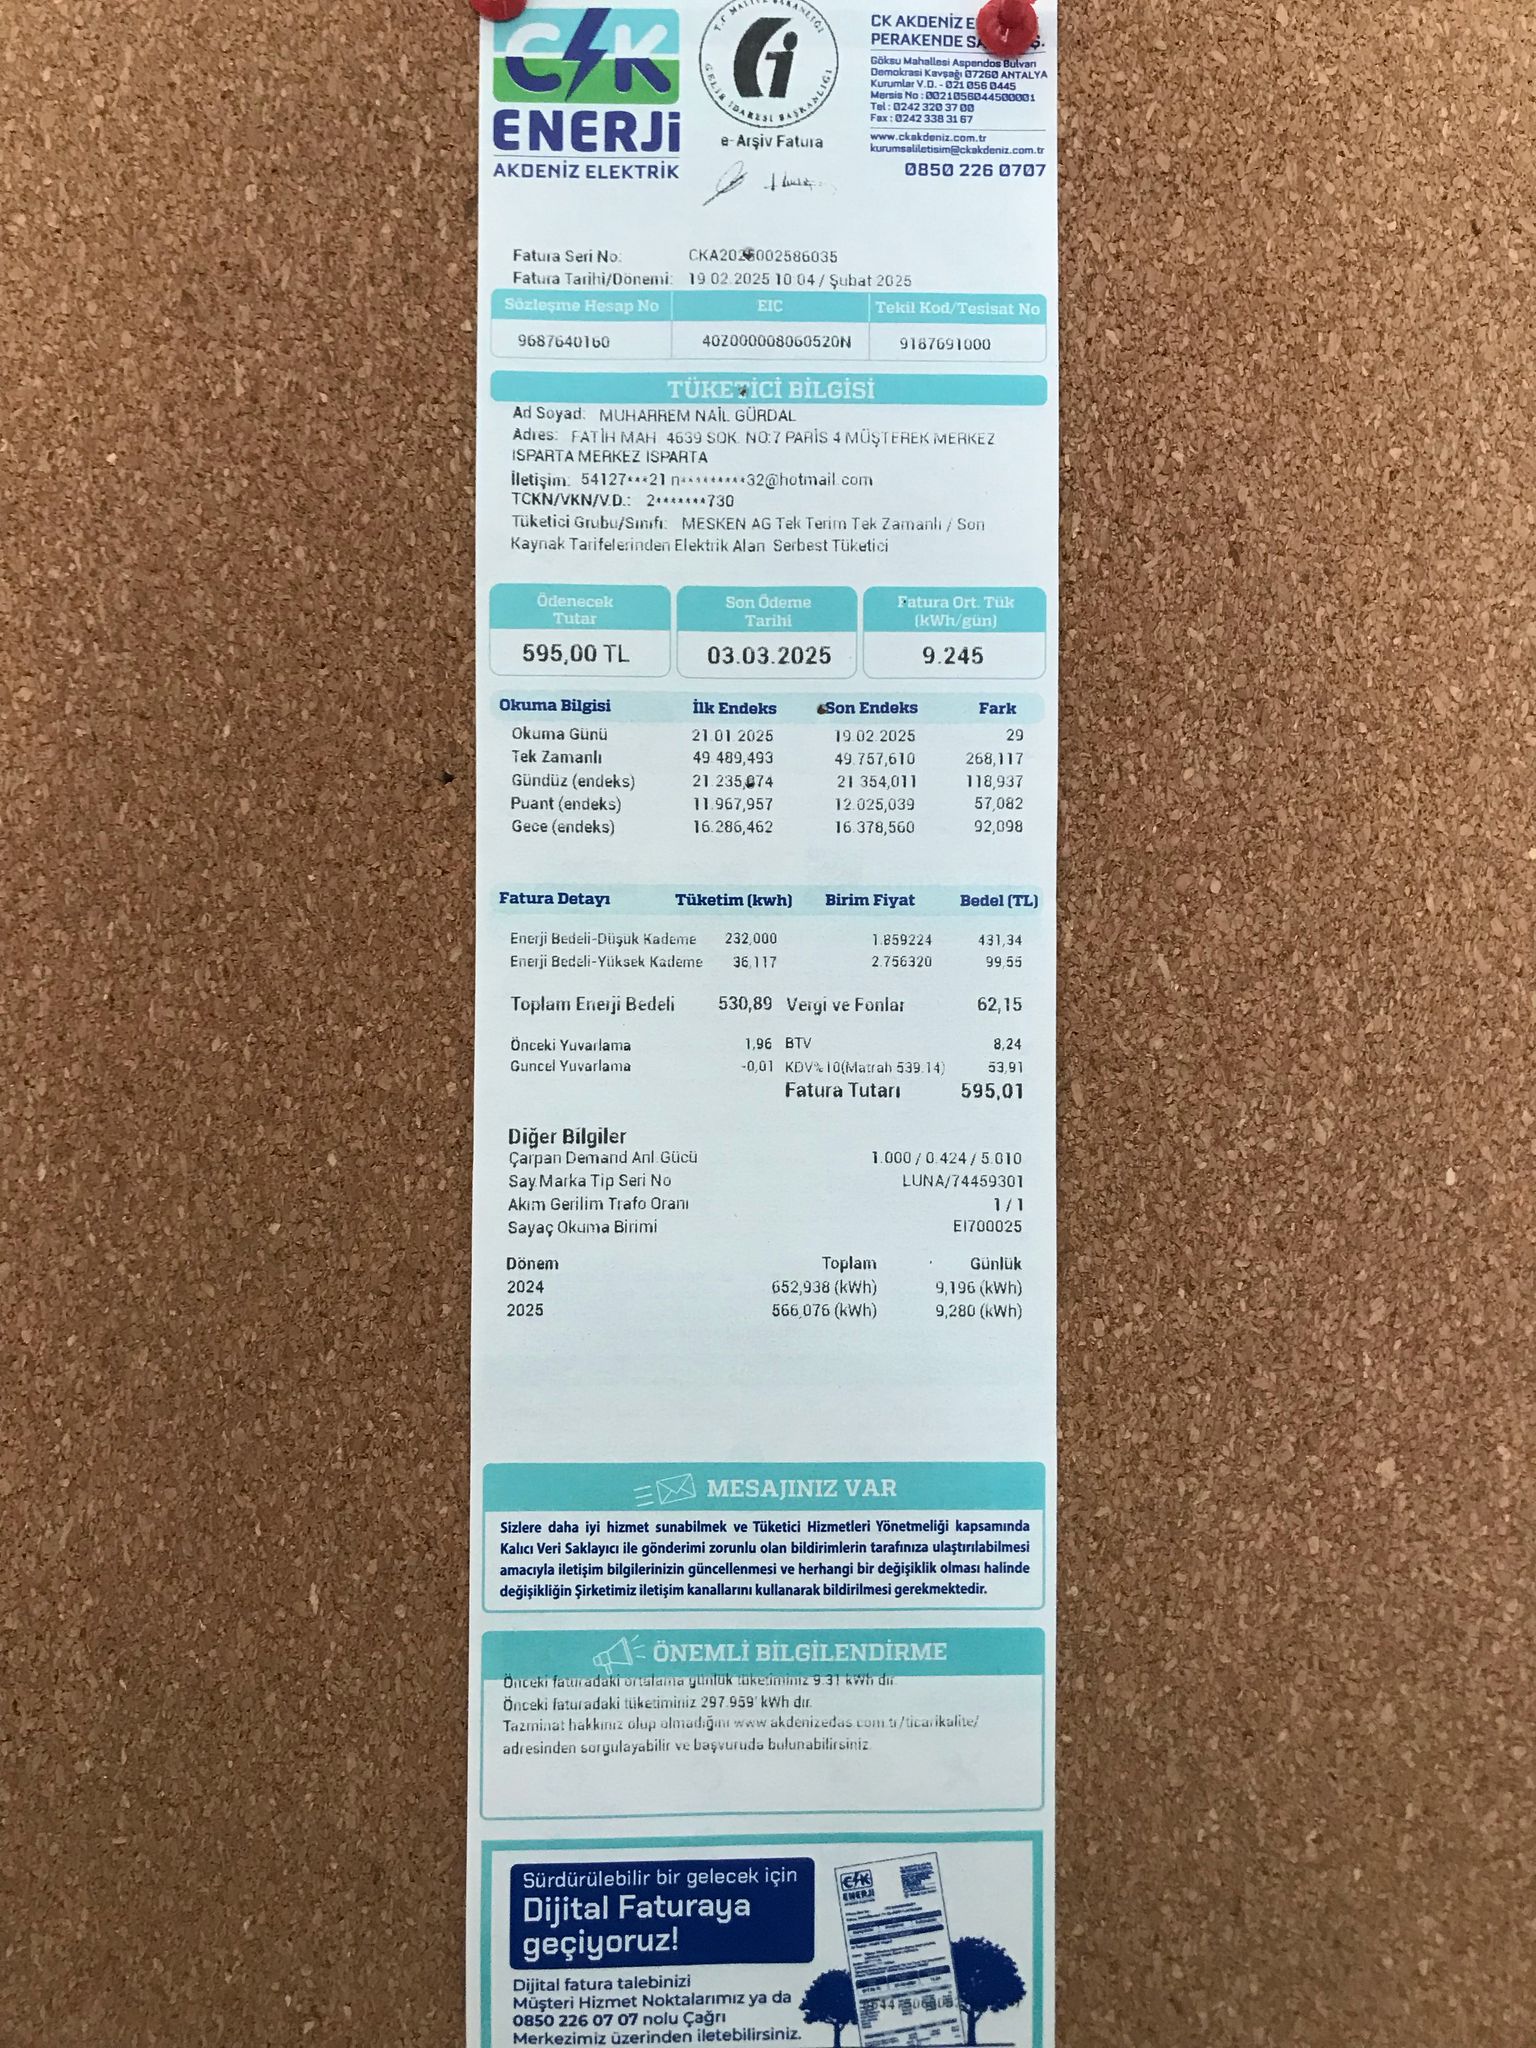 CK
ENERJİ
AKDENİZ ELEKTRİK
T.C. MALİYE BAKANLIĞI
GELİR İDARESİ BAŞKANLIĞI
e-Arşiv Fatura
CK AKDENİZ
PERAKENDE
Göksu Mahallesi Aspendos Bulvarı
Demokrasi Kavşağı 07260 ANTALYA
Kurumlar V.D. - 021 056 0445
Mersis No : 0021056044500001
Tel : 0242 320 37 00
Fax : 0242 338 31 67
www.ckakdeniz.com.tr
kurumsaliletisim@ckakdeniz.com.tr
0850 226 0707
Fatura Seri No: CKA2025002586035
Fatura Tarihi/Dönemi: 19.02.2025 10:04 / Şubat 2025
Sözleşme Hesap No EIC Tekil Kod/Tesisat No
9687640160 40Z000008060520N 9187691000
TÜKETİCİ BİLGİSİ
Ad Soyad: MUHARREM NAİL GÜRDAL
Adres: FATİH MAH. 4639 SOK. NO:7 PARİS 4 MÜŞTEREK MERKEZ
ISPARTA MERKEZ ISPARTA
İletişim: 54127***21 n*********32@hotmail.com
TCKN/VKN/V.D.: 2*******730
Tüketici Grubu/Sınıfı: MESKEN AG Tek Terim Tek Zamanlı / Son
Kaynak Tarifelerinden Elektrik Alan Serbest Tüketici
Ödenecek Tutar
595,00 TL
Son Ödeme Tarihi
03.03.2025
Fatura Ort. Tük (kWh/gün)
9.245
Okuma Bilgisi İlk Endeks Son Endeks Fark
Okuma Günü 21.01.2025 19.02.2025 29
Tek Zamanlı 49.489,493 49.757,610 268,117
Gündüz (endeks) 21.235,074 21.354,011 118,937
Puant (endeks) 11.967,957 12.025,039 57,082
Gece (endeks) 16.286,462 16.378,560 92,098
Fatura Detayı Tüketim (kwh) Birim Fiyat Bedel (TL)
Enerji Bedeli-Düşük Kademe 232,000 1.859224 431,34
Enerji Bedeli-Yüksek Kademe 36,117 2.756320 99,55
Toplam Enerji Bedeli 530,89 Vergi ve Fonlar 62,15
Önceki Yuvarlama 1,96 BTV 8,24
Guncel Yuvarlama -0,01 KDV%10(Matrah 539.14) 53,91
Fatura Tutarı 595,01
Diğer Bilgiler
Çarpan Demand Anl.Gücü 1.000 / 0.424 / 5.010
Say.Marka Tip Seri No LUNA/74459301
Akım Gerilim Trafo Oranı 1 / 1
Sayaç Okuma Birimi EI700025
Dönem Toplam Günlük
2024 652,938 (kWh) 9,196 (kWh)
2025 566,076 (kWh) 9,280 (kWh)
MESAJINIZ VAR
Sizlere daha iyi hizmet sunabilmek ve Tüketici Hizmetleri Yönetmeliği kapsamında
Kalıcı Veri Saklayıcı ile gönderimi zorunlu olan bildirimlerin tarafınıza ulaştırılabilmesi
amacıyla iletişim bilgilerinizin güncellenmesi ve herhangi bir değişiklik olması halinde
değişikliğin Şirketimiz iletişim kanallarını kullanarak bildirilmesi gerekmektedir.
ÖNEMLİ BİLGİLENDİRME
Önceki faturadaki ortalama günlük tüketiminiz 9.31 kWh dir.
Önceki faturadaki tüketiminiz 297.959' kWh dır.
Tazminat hakkınız olup olmadığını www.akdenizedas.com.tr/ticarikalite/
adresinden sorgulayabilir ve başvuruda bulunabilirsiniz.
Sürdürülebilir bir gelecek için
Dijital Faturaya
geçiyoruz!
Dijital fatura talebinizi
Müşteri Hizmet Noktalarımız ya da
0850 226 07 07 nolu Çağrı
Merkezimiz üzerinden iletebilirsiniz.
CK
ENERJİ